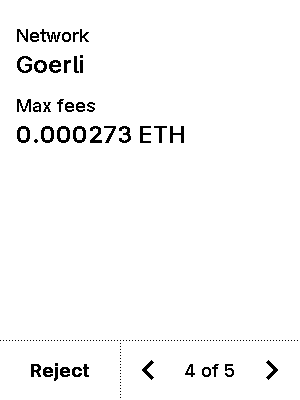 Network
Goerli
Max fees
0.000273 ETH
Reject
4 of 5